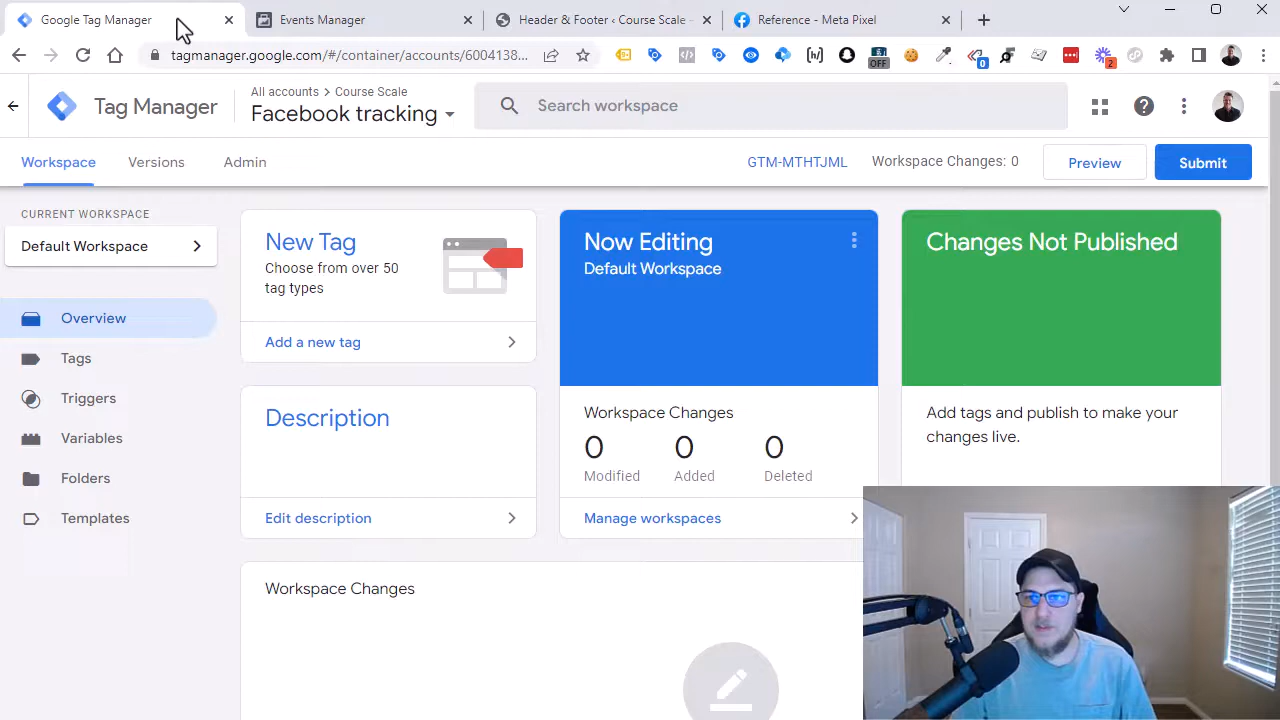 Google Tag Manager
Events Manager
Header & Footer ‹ Course Scale -
Reference - Meta Pixel
tagmanager.google.com/#/container/accounts/6004138...
OFF
0
2
Tag Manager
All accounts > Course Scale
Facebook tracking
Search workspace
Workspace
Versions
Admin
GTM-MTHTJML
Workspace Changes: 0
Preview
Submit
CURRENT WORKSPACE
Default Workspace
Overview
Tags
Triggers
Variables
Folders
Templates
New Tag
Choose from over 50
tag types
Add a new tag
Description
Edit description
Now Editing
Default Workspace
Workspace Changes
0 0 0
Modified Added Deleted
Manage workspaces
Changes Not Published
Add tags and publish to make your
changes live.
Workspace Changes